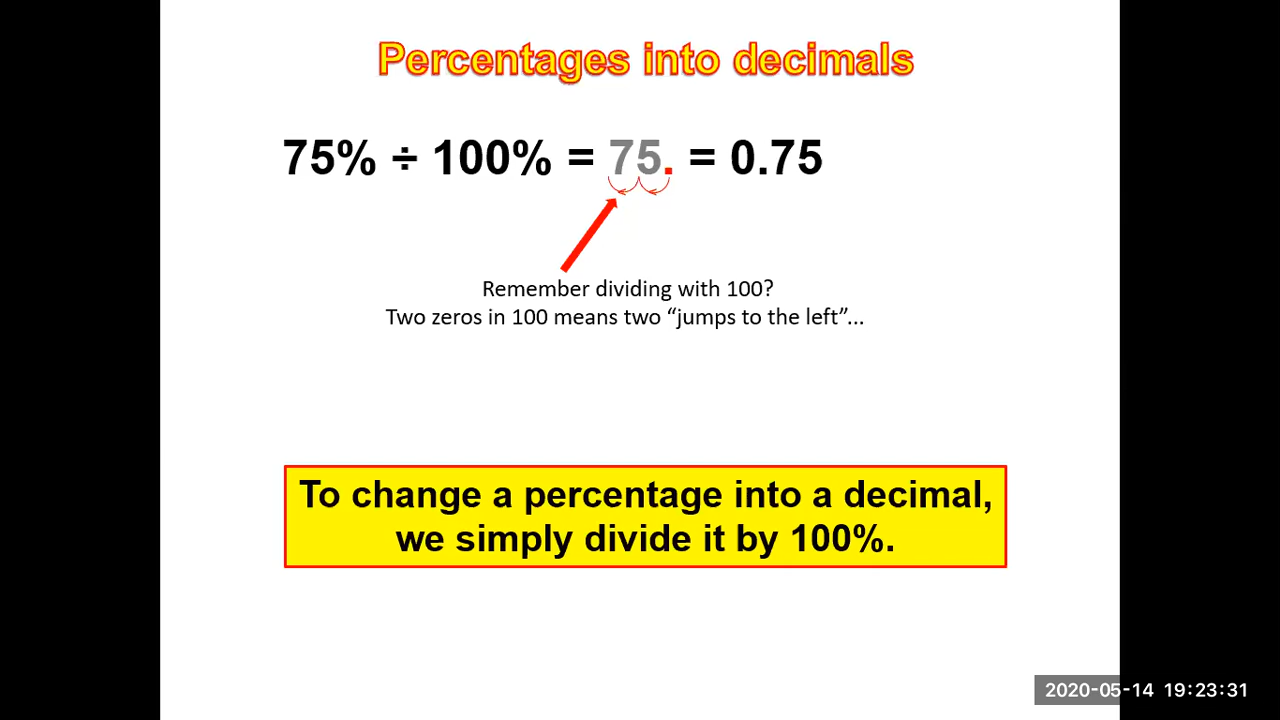 Percentages into decimals
75% ÷ 100% = 75. = 0.75
Remember dividing with 100?
Two zeros in 100 means two “jumps to the left”...
To change a percentage into a decimal,
we simply divide it by 100%.
2020-05-14 19:23:31